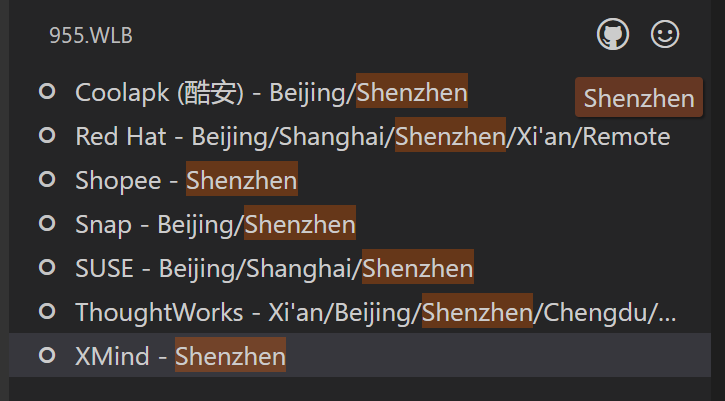 955.WLB
Coolapk (酷安) - Beijing/Shenzhen
Shenzhen
Red Hat - Beijing/Shanghai/Shenzhen/Xi'an/Remote
Shopee - Shenzhen
Snap - Beijing/Shenzhen
SUSE - Beijing/Shanghai/Shenzhen
ThoughtWorks - Xi'an/Beijing/Shenzhen/Chengdu/...
XMind - Shenzhen